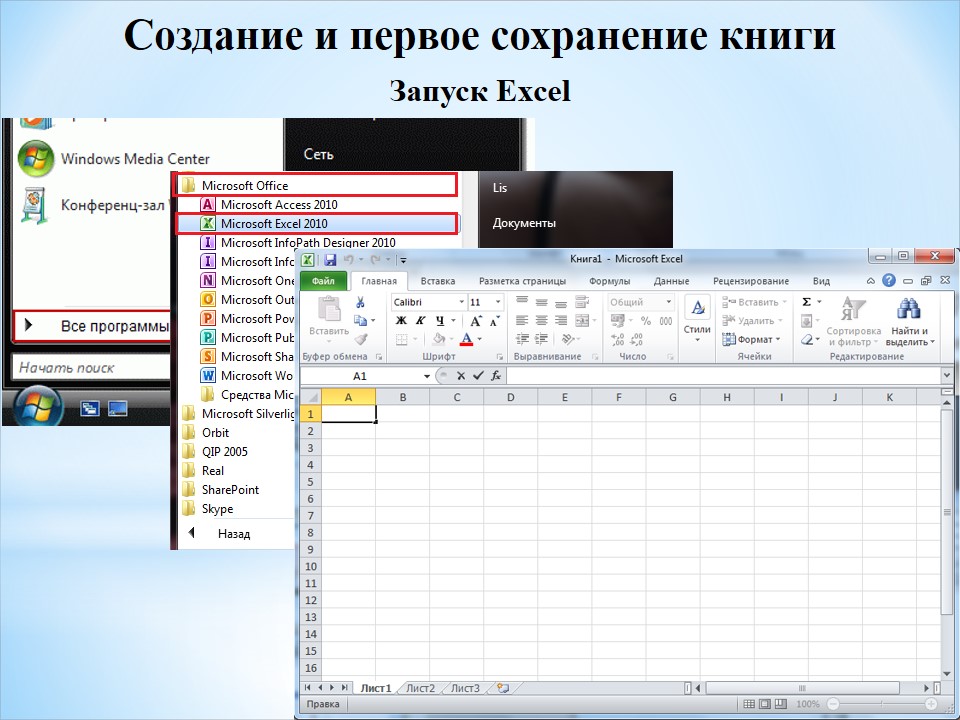 Создание и первое сохранение книги
Запуск Excel
Windows Media Center
Конференц-зал
Сеть
Все программы
Начать поиск
Microsoft Office
Microsoft Access 2010
Microsoft Excel 2010
Microsoft InfoPath Designer 2010
Microsoft Info
Microsoft One
Microsoft Out
Microsoft Pow
Microsoft Pub
Microsoft Sha
Microsoft Wo
Средства Mic
Microsoft Silverlig
Orbit
QIP 2005
Real
SharePoint
Skype
Назад
Lis
Документы
Книга1 - Microsoft Excel
Файл Главная Вставка Разметка страницы Формулы Данные Рецензирование Вид
Вставить
Calibri 11
Ж К Ч
Общий
Стили
Вставить
Удалить
Формат
Сортировка и фильтр
Найти и выделить
Буфер обмена Шрифт Выравнивание Число Ячейки Редактирование
A1 fx
A B C D E F G H I J K
1
2
3
4
5
6
7
8
9
10
11
12
13
14
15
16
Лист1 Лист2 Лист3
Правка 100%